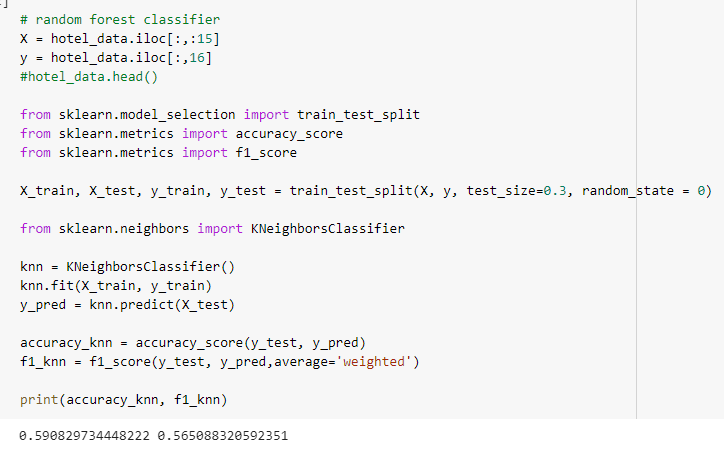 # random forest classifier
X = hotel_data.iloc[:,:15]
y = hotel_data.iloc[:,16]
#hotel_data.head()
from sklearn.model_selection import train_test_split
from sklearn.metrics import accuracy_score
from sklearn.metrics import f1_score
X_train, X_test, y_train, y_test = train_test_split(X, y, test_size=0.3, random_state = 0)
from sklearn.neighbors import KNeighborsClassifier
knn = KNeighborsClassifier()
knn.fit(X_train, y_train)
y_pred = knn.predict(X_test)
accuracy_knn = accuracy_score(y_test, y_pred)
f1_knn = f1_score(y_test, y_pred,average='weighted')
print(accuracy_knn, f1_knn)
0.590829734448222 0.565088320592351